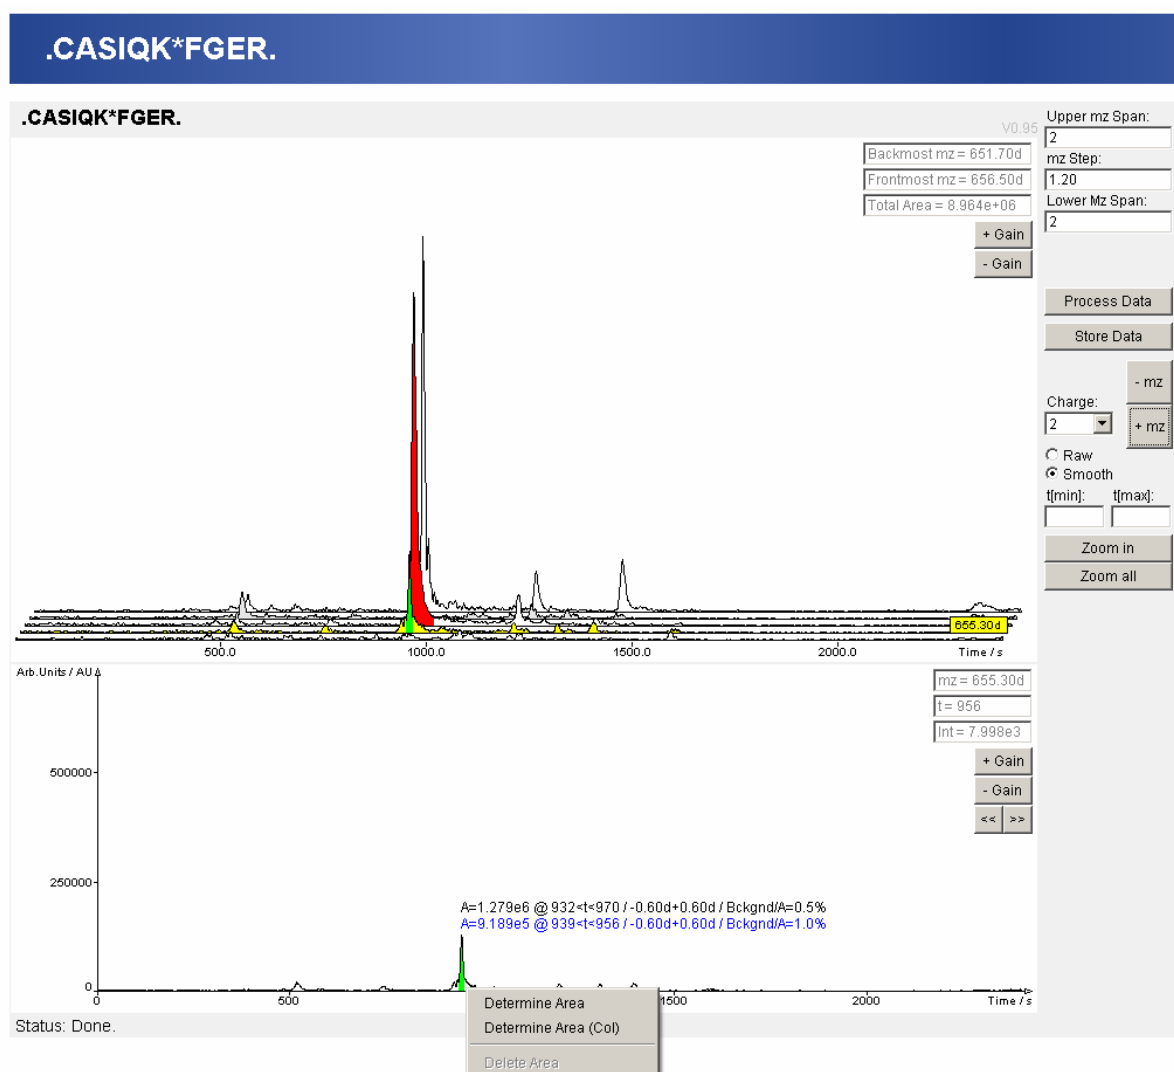 .CASIQK*FGER.
.CASIQK*FGER.
V0.95
Backmost mz = 651.70d
Frontmost mz = 656.50d
Total Area = 8.964e+06
+ Gain
- Gain
Upper mz Span:
2
mz Step:
1.20
Lower Mz Span:
2
Process Data
Store Data
- mz
Charge:
2
+ mz
Raw
Smooth
t[min]: t[max]:
Zoom in
Zoom all
655.30d
500.0 1000.0 1500.0 2000.0 Time / s
Arb.Units / AU
mz = 655.30d
t = 956
Int = 7.998e3
+ Gain
- Gain
<< >>
500000
250000
A=1.279e6 @ 932<t<970 / -0.60d+0.60d / Bckgnd/A=0.5%
A=9.189e5 @ 939<t<956 / -0.60d+0.60d / Bckgnd/A=1.0%
0
0 500 1500 2000 Time / s
Determine Area
Determine Area (Col)
Delete Area
Status: Done.